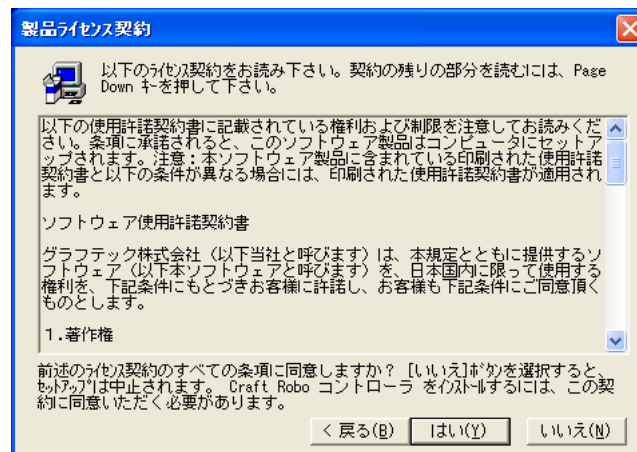 製品ライセンス契約
以下のライセンス契約をお読み下さい。契約の残りの部分を読むには、Page
Down キーを押して下さい。
以下の使用許諾契約書に記載されている権利および制限を注意してお読みくだ
さい。条項に承諾されると、このソフトウェア製品はコンピュータにセットア
ップされます。注意：本ソフトウェア製品に含まれている印刷された使用許諾
契約書と以下の条件が異なる場合には、印刷された使用許諾契約書が適用され
ます。
ソフトウェア使用許諾契約書
グラフテック株式会社（以下当社と呼びます）は、本規定とともに提供するソ
フトウェア（以下本ソフトウェアと呼びます）を、日本国内に限って使用する
権利を、下記条件にもとづきお客様に許諾し、お客様も下記条件にご同意頂く
ものとします。
１.著作権
前述のライセンス契約のすべての条項に同意しますか？ [いいえ]ボタンを選択すると、
セットアップは中止されます。 Craft Robo コントローラ をインストールするには、この契
約に同意いただく必要があります。
< 戻る(B) はい(Y) いいえ(N)